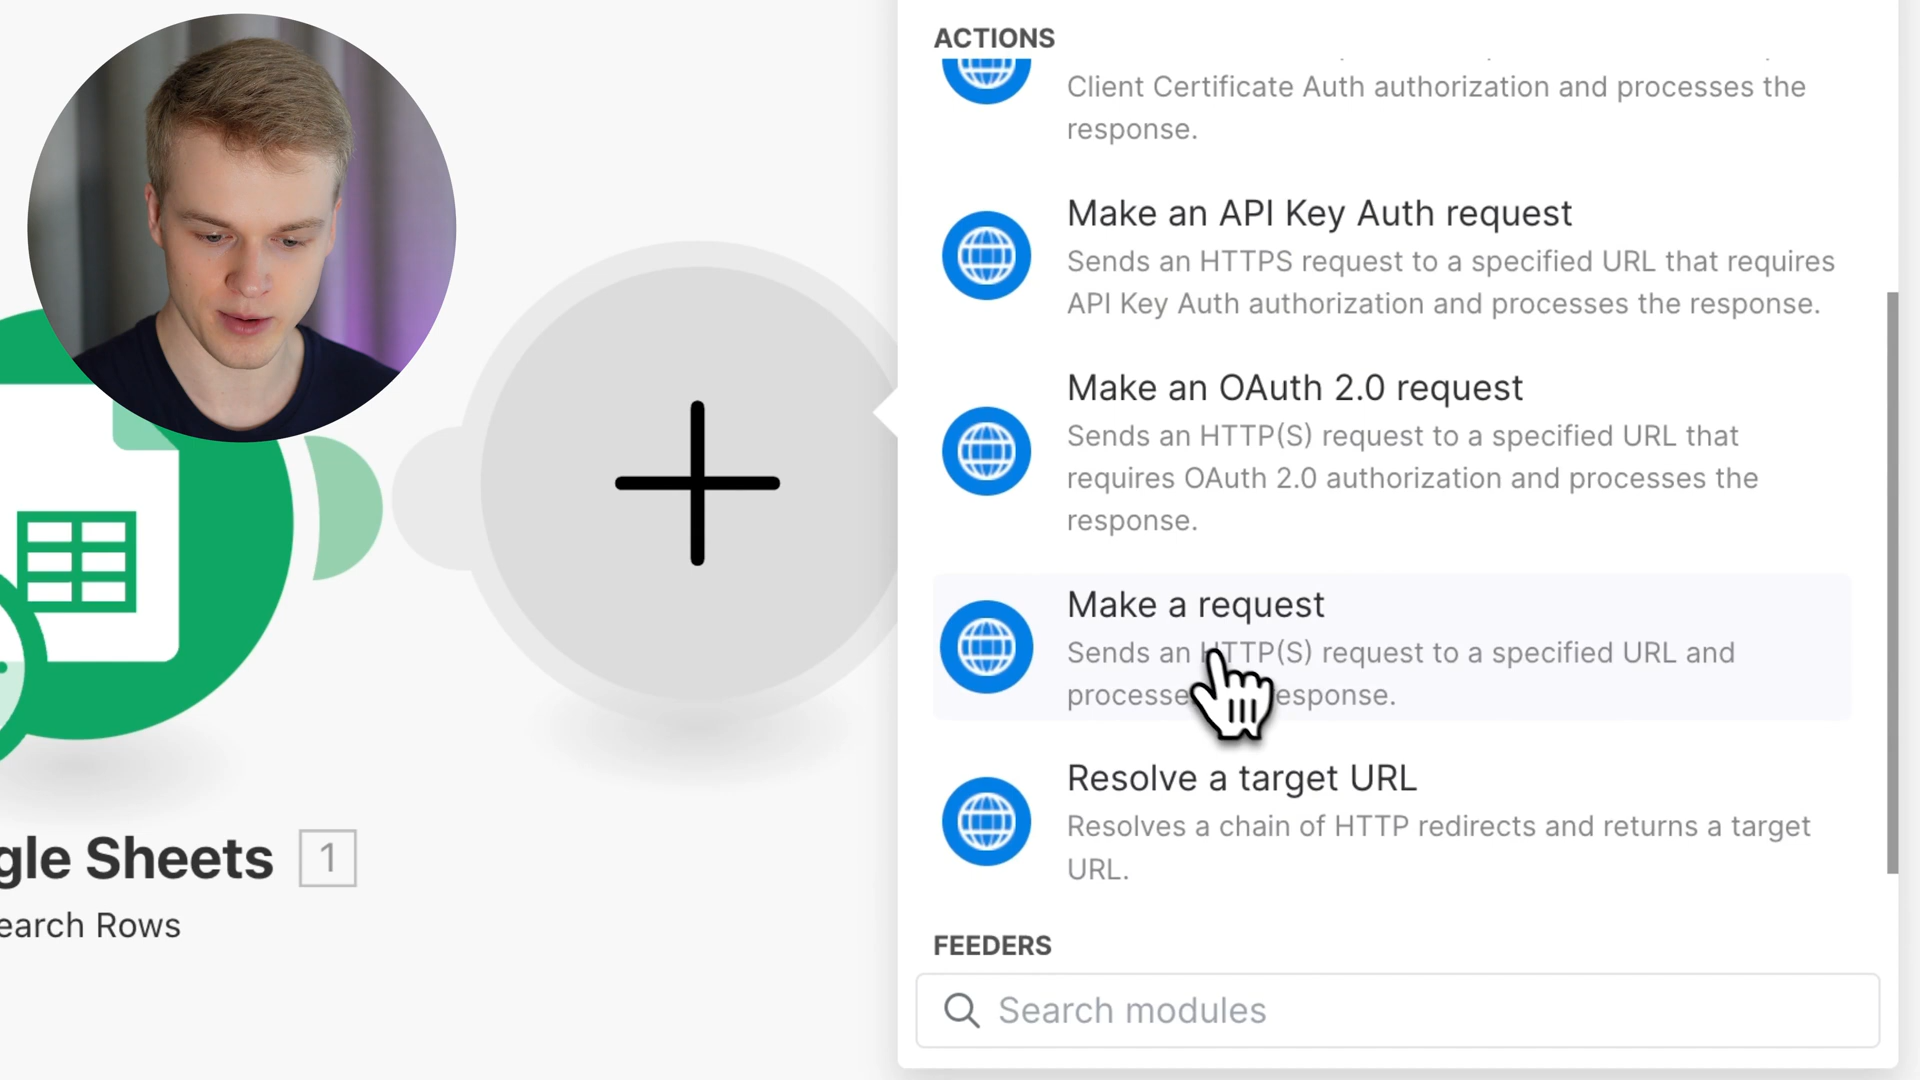 ACTIONS
Client Certificate Auth authorization and processes the
response.
Make an API Key Auth request
Sends an HTTPS request to a specified URL that requires
API Key Auth authorization and processes the response.
Make an OAuth 2.0 request
Sends an HTTP(S) request to a specified URL that
requires OAuth 2.0 authorization and processes the
response.
Make a request
Sends an HTTP(S) request to a specified URL and
processe esponse.
Resolve a target URL
Resolves a chain of HTTP redirects and returns a target
URL.
FEEDERS
Search modules
gle Sheets 1
earch Rows